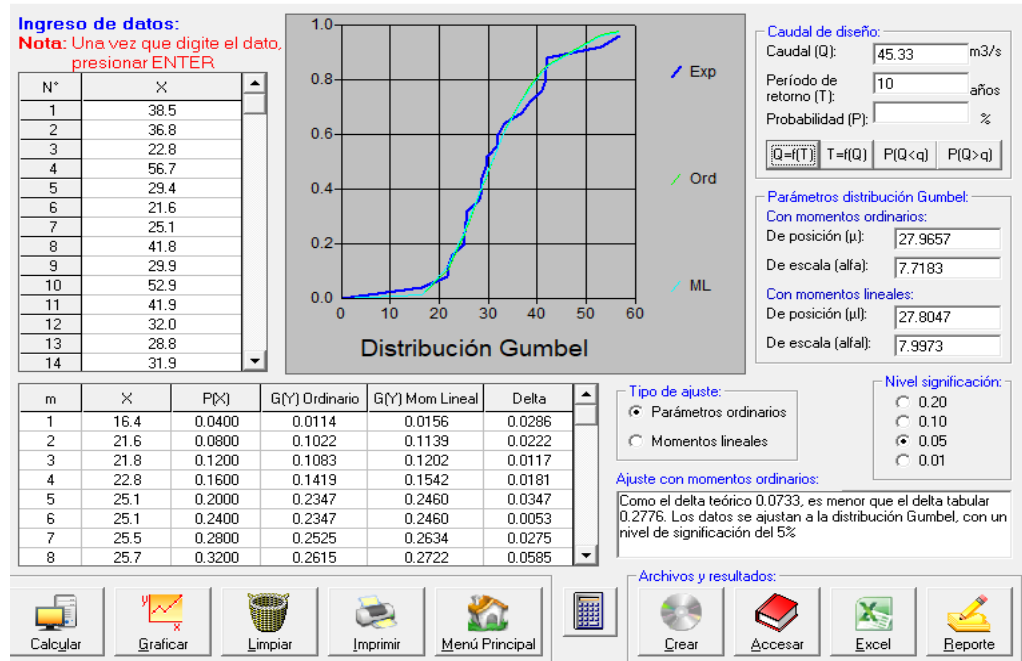 Ingreso de datos:
Nota: Una vez que digite el dato,
presionar ENTER
N° X
1 38.5
2 36.8
3 22.8
4 56.7
5 29.4
6 21.6
7 25.1
8 41.8
9 29.9
10 52.9
11 41.9
12 32.0
13 28.8
14 31.9
1.0
0.8
0.6
0.4
0.2
0.0
0 10 20 30 40 50 60
Exp
Ord
ML
Distribución Gumbel
Caudal de diseño:
Caudal (Q): 45.33 m3/s
Período de
retorno (T): 10 años
Probabilidad (P): %
Q=f(T) T=f(Q) P(Q<q) P(Q>q)
Parámetros distribución Gumbel:
Con momentos ordinarios:
De posición (µ): 27.9657
De escala (alfa): 7.7183
Con momentos lineales:
De posición (µl): 27.8047
De escala (alfal): 7.9973
m X P(X) G(Y) Ordinario G(Y) Mom Lineal Delta
1 16.4 0.0400 0.0114 0.0156 0.0286
2 21.6 0.0800 0.1022 0.1139 0.0222
3 21.8 0.1200 0.1083 0.1202 0.0117
4 22.8 0.1600 0.1419 0.1542 0.0181
5 25.1 0.2000 0.2347 0.2460 0.0347
6 25.1 0.2400 0.2347 0.2460 0.0053
7 25.5 0.2800 0.2525 0.2634 0.0275
8 25.7 0.3200 0.2615 0.2722 0.0585
Tipo de ajuste:
Parámetros ordinarios
Momentos lineales
Nivel significación:
0.20
0.10
0.05
0.01
Ajuste con momentos ordinarios:
Como el delta teórico 0.0733, es menor que el delta tabular
0.2776. Los datos se ajustan a la distribución Gumbel, con un
nivel de significación del 5%
Archivos y resultados:
Calcular Graficar Limpiar Imprimir Menú Principal Crear Accesar Excel Reporte